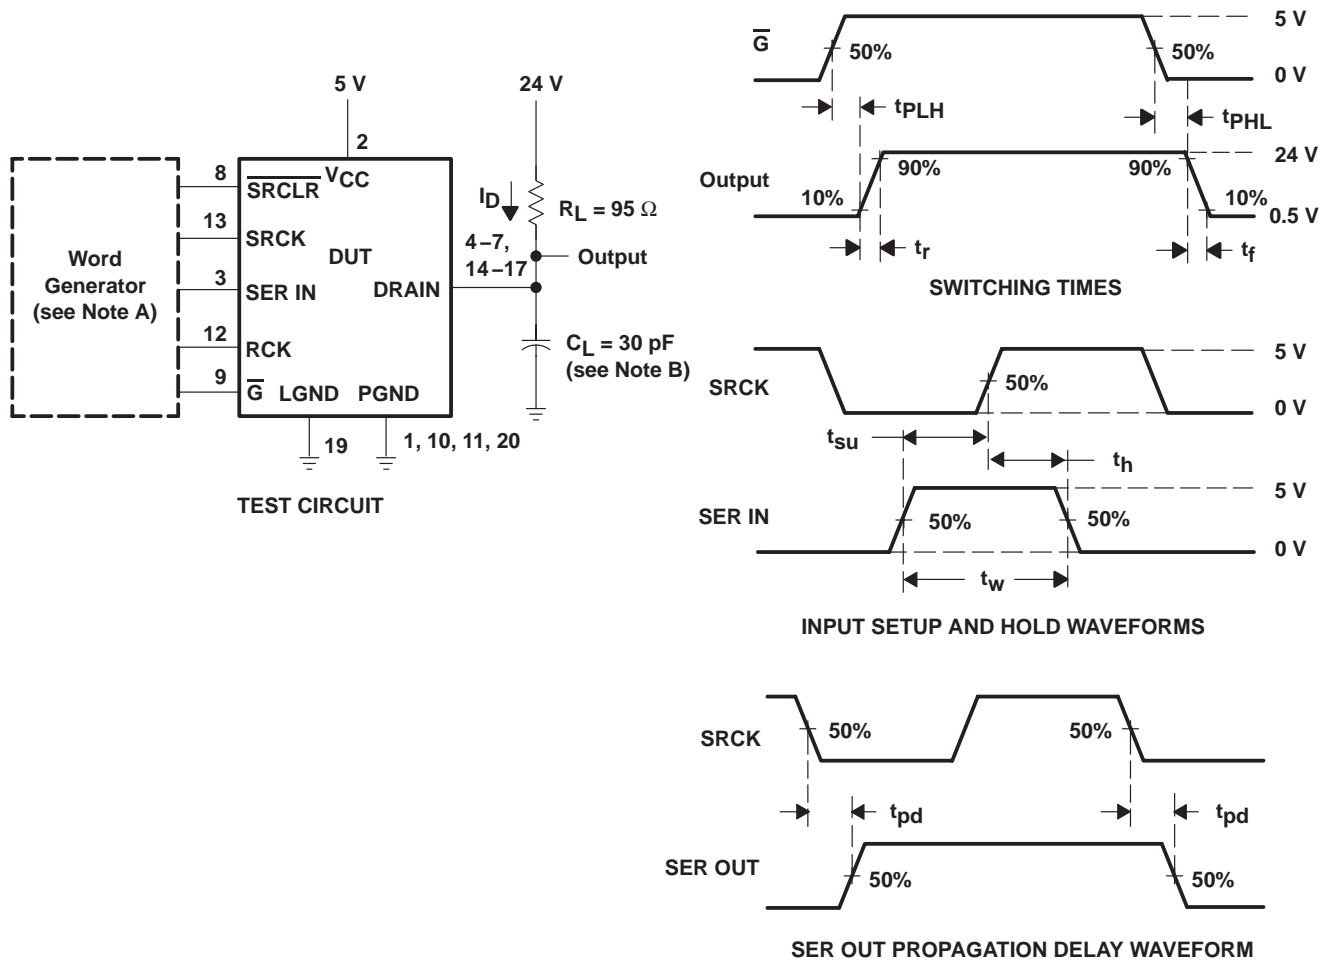 5 V
24 V
2
8
SRCLR
VCC
ID
RL = 95 Ω
13
SRCK
DUT
4–7,
14–17
Output
Word
Generator
(see Note A)
3
SER IN
DRAIN
12
RCK
CL = 30 pF
(see Note B)
9
G
LGND
PGND
19
1, 10, 11, 20
TEST CIRCUIT
G
50%
50%
5 V
0 V
tPLH
tPHL
Output
10%
90%
90%
10%
24 V
0.5 V
tr
tf
SWITCHING TIMES
SRCK
50%
5 V
0 V
tsu
th
SER IN
50%
50%
5 V
0 V
tw
INPUT SETUP AND HOLD WAVEFORMS
SRCK
50%
50%
tpd
tpd
SER OUT
50%
50%
SER OUT PROPAGATION DELAY WAVEFORM